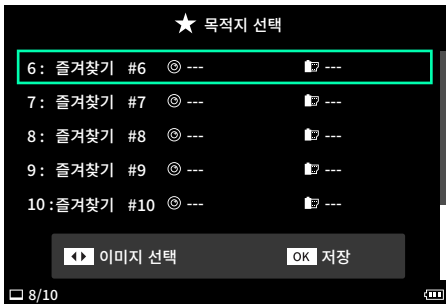 ★ 목적지 선택
6: 즐겨찾기 #6 --- ---
7: 즐겨찾기 #7 --- ---
8: 즐겨찾기 #8 --- ---
9: 즐겨찾기 #9 --- ---
10:즐겨찾기 #10 --- ---
이미지 선택 OK 저장
8/10